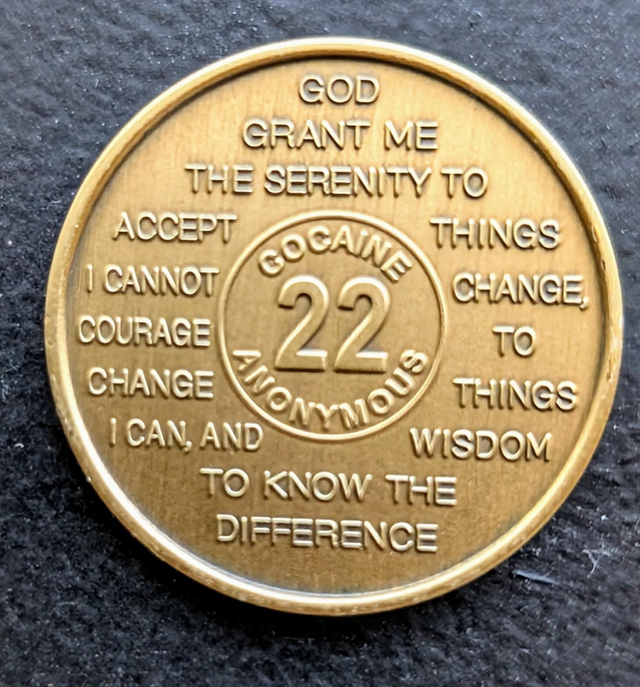 GOD
GRANT ME
THE SERENITY TO
ACCEPT THINGS
I CANNOT CHANGE,
COURAGE TO
CHANGE THINGS
I CAN, AND WISDOM
TO KNOW THE
DIFFERENCE
COCAINE
22
ANONYMOUS